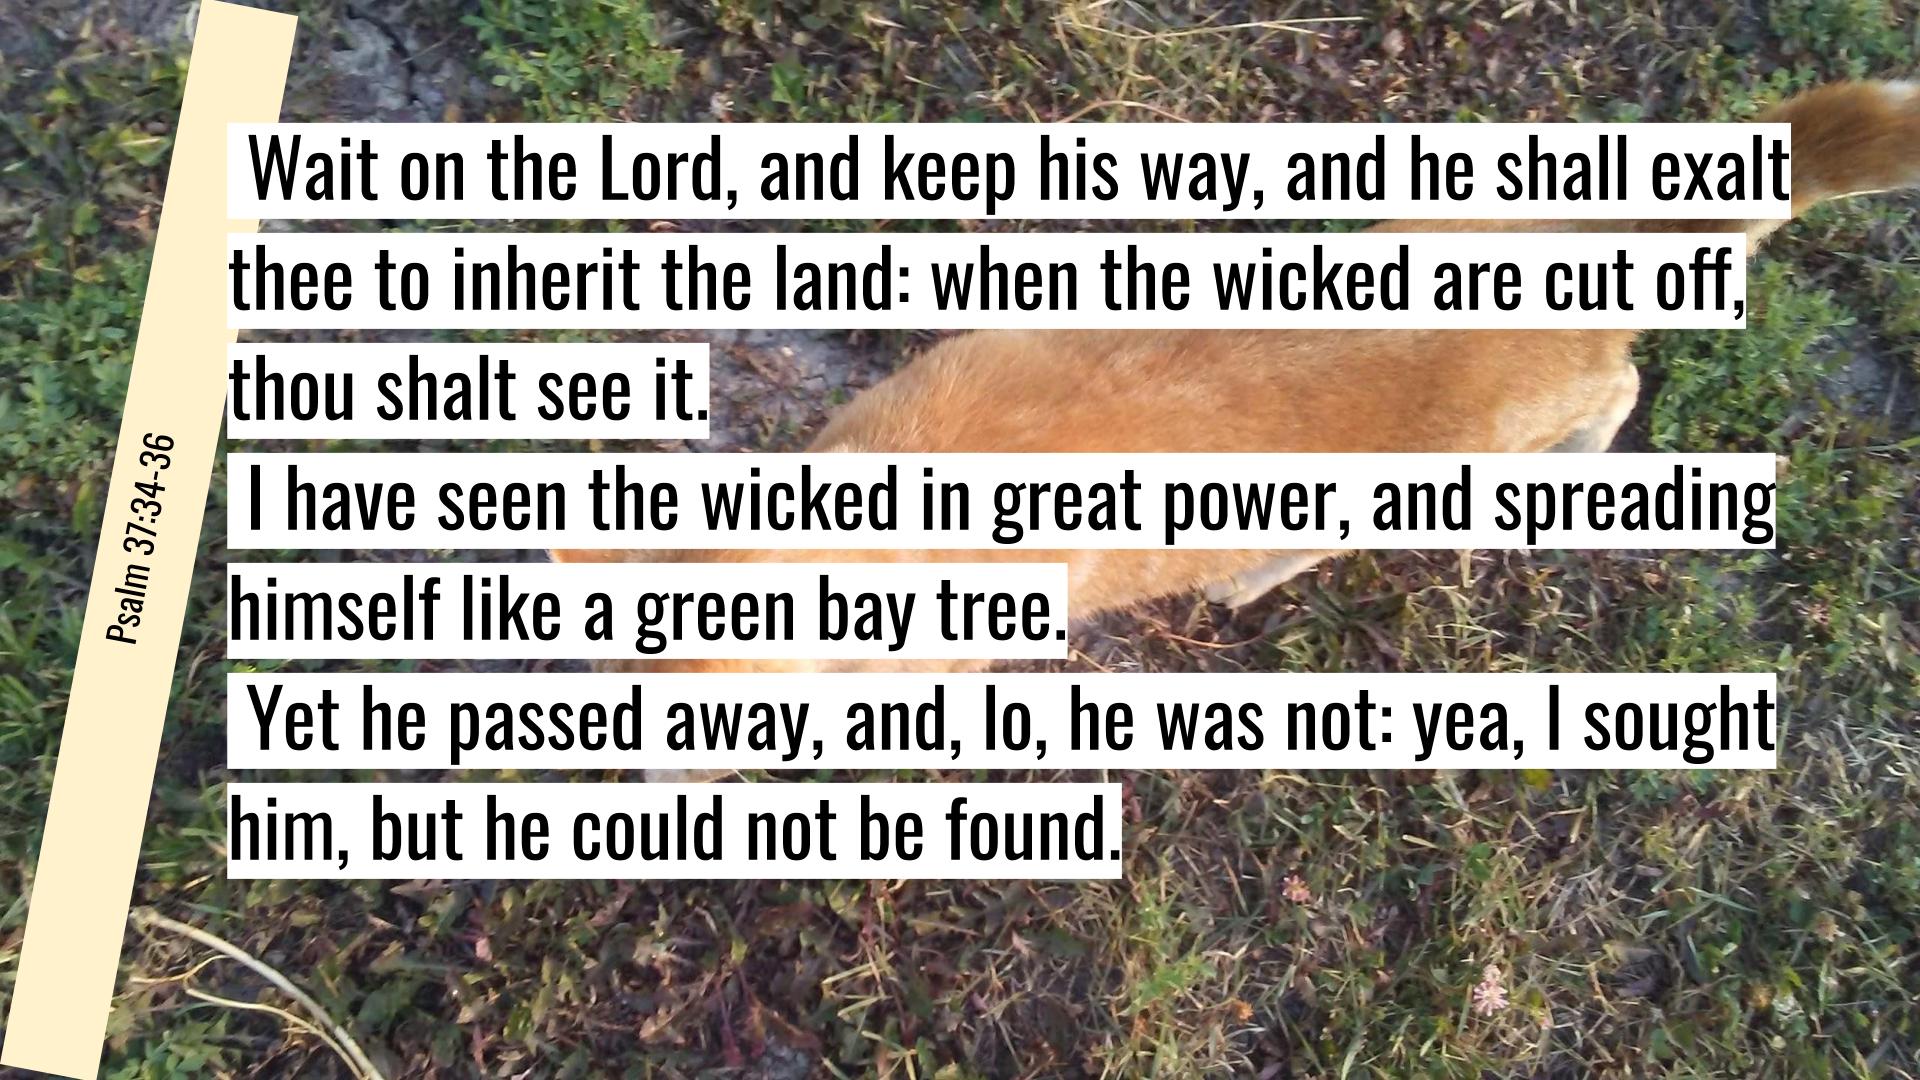 Wait on the Lord, and keep his way, and he shall exalt
thee to inherit the land: when the wicked are cut off,
thou shalt see it.
I have seen the wicked in great power, and spreading
himself like a green bay tree.
Yet he passed away, and, lo, he was not: yea, I sought
him, but he could not be found.
Psalm 37:34-36